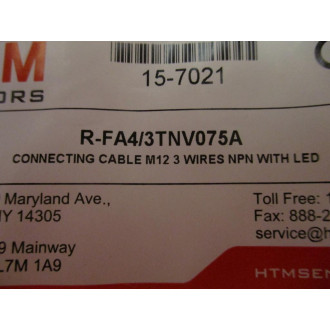 M
15-7021
ORS
R-FA4/3TNV075A
CONNECTING CABLE M12 3 WIRES NPN WITH LED
Maryland Ave.,
NY 14305
9 Mainway
L7M 1A9
Toll Free: 1
Fax: 888-2
service@h
HTMSEN